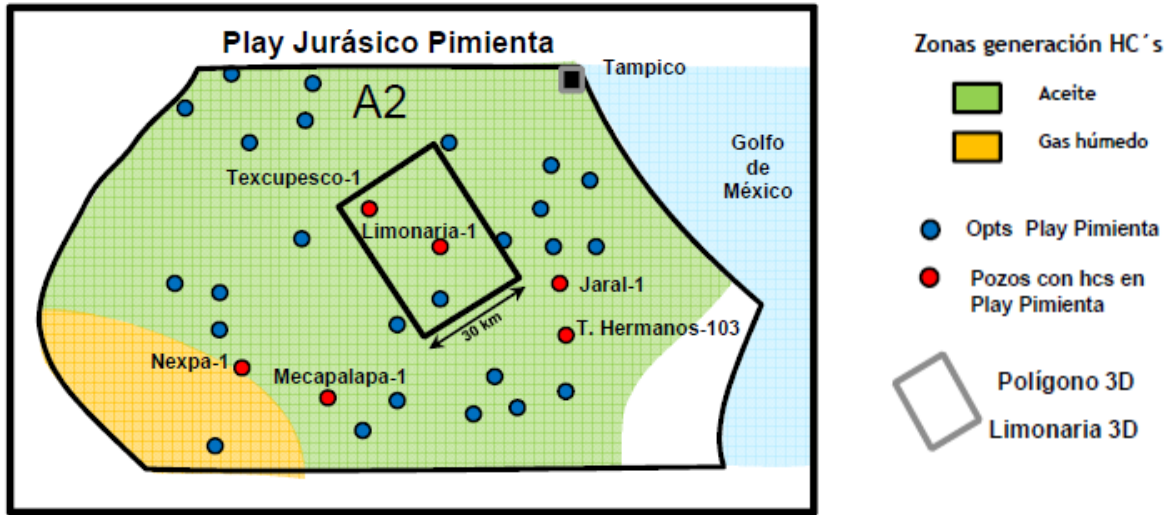 Play Jurásico Pimienta
Tampico
A2
Golfo
de
México
Texcupesco-1
Limonaria-1
Jaral-1
30 km
T. Hermanos-103
Nexpa-1
Mecapalapa-1
Zonas generación HC´s
Aceite
Gas húmedo
Opts Play Pimienta
Pozos con hcs en
Play Pimienta
Polígono 3D
Limonaria 3D